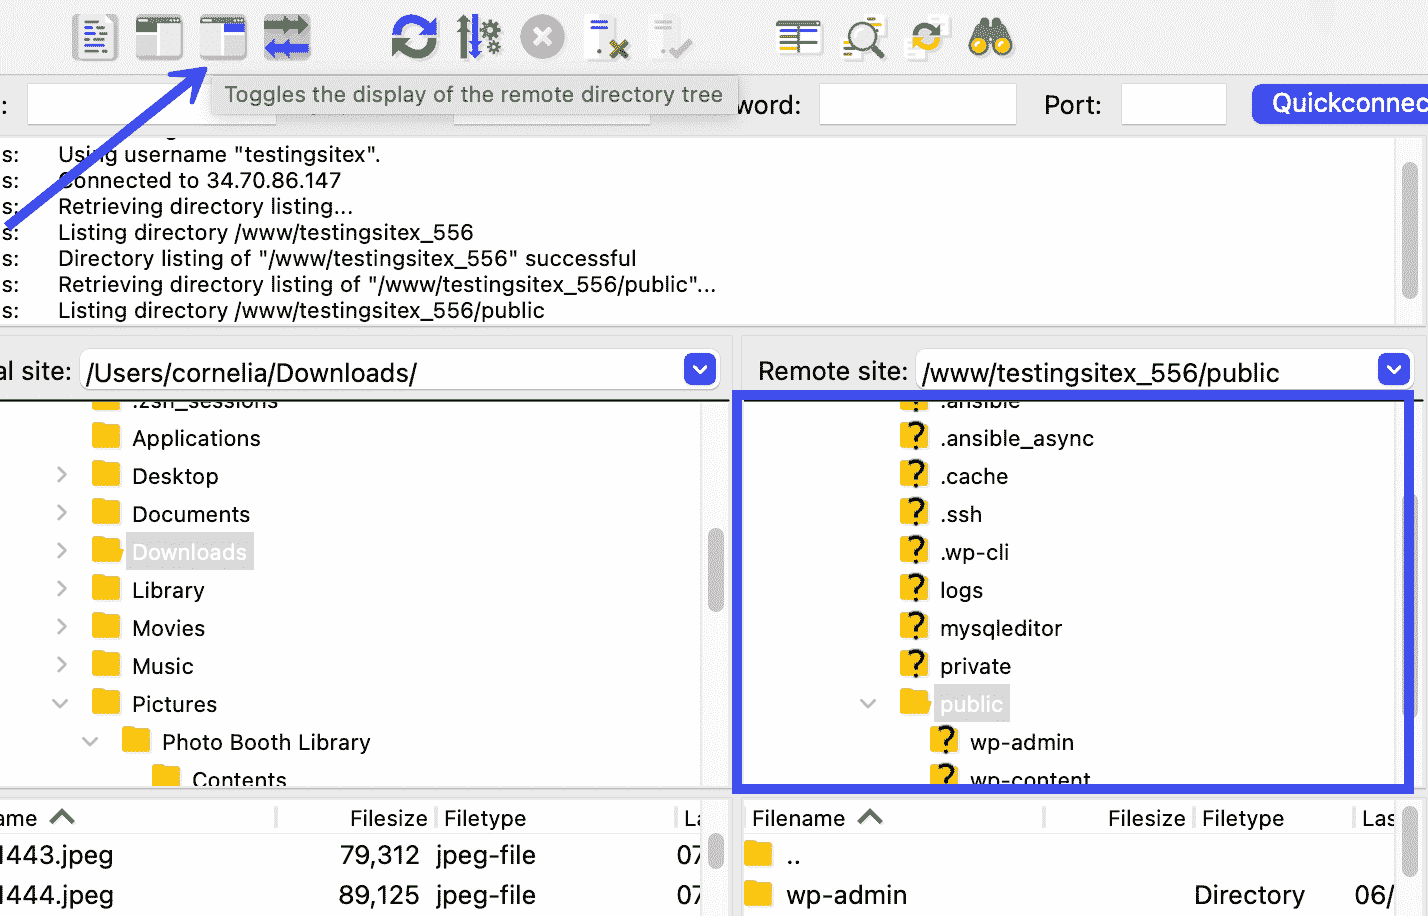 Toggles the display of the remote directory tree
: word: Port: Quickconnec
s: Using username "testingsitex".
s: Connected to 34.70.86.147
s: Retrieving directory listing...
s: Listing directory /www/testingsitex_556
s: Directory listing of "/www/testingsitex_556" successful
s: Retrieving directory listing of "/www/testingsitex_556/public"...
s: Listing directory /www/testingsitex_556/public
al site: /Users/cornelia/Downloads/
.zsh_sessions
Applications
Desktop
Documents
Downloads
Library
Movies
Music
Pictures
Photo Booth Library
Contents
ame Filesize Filetype La
1443.jpeg 79,312 jpeg-file 07
1444.jpeg 89,125 jpeg-file 07
Remote site: /www/testingsitex_556/public
.ansible
? .ansible_async
? .cache
? .ssh
? .wp-cli
? logs
? mysqleditor
? private
public
? wp-admin
? wp-content
Filename Filesize Filetype Las
..
wp-admin Directory 06/